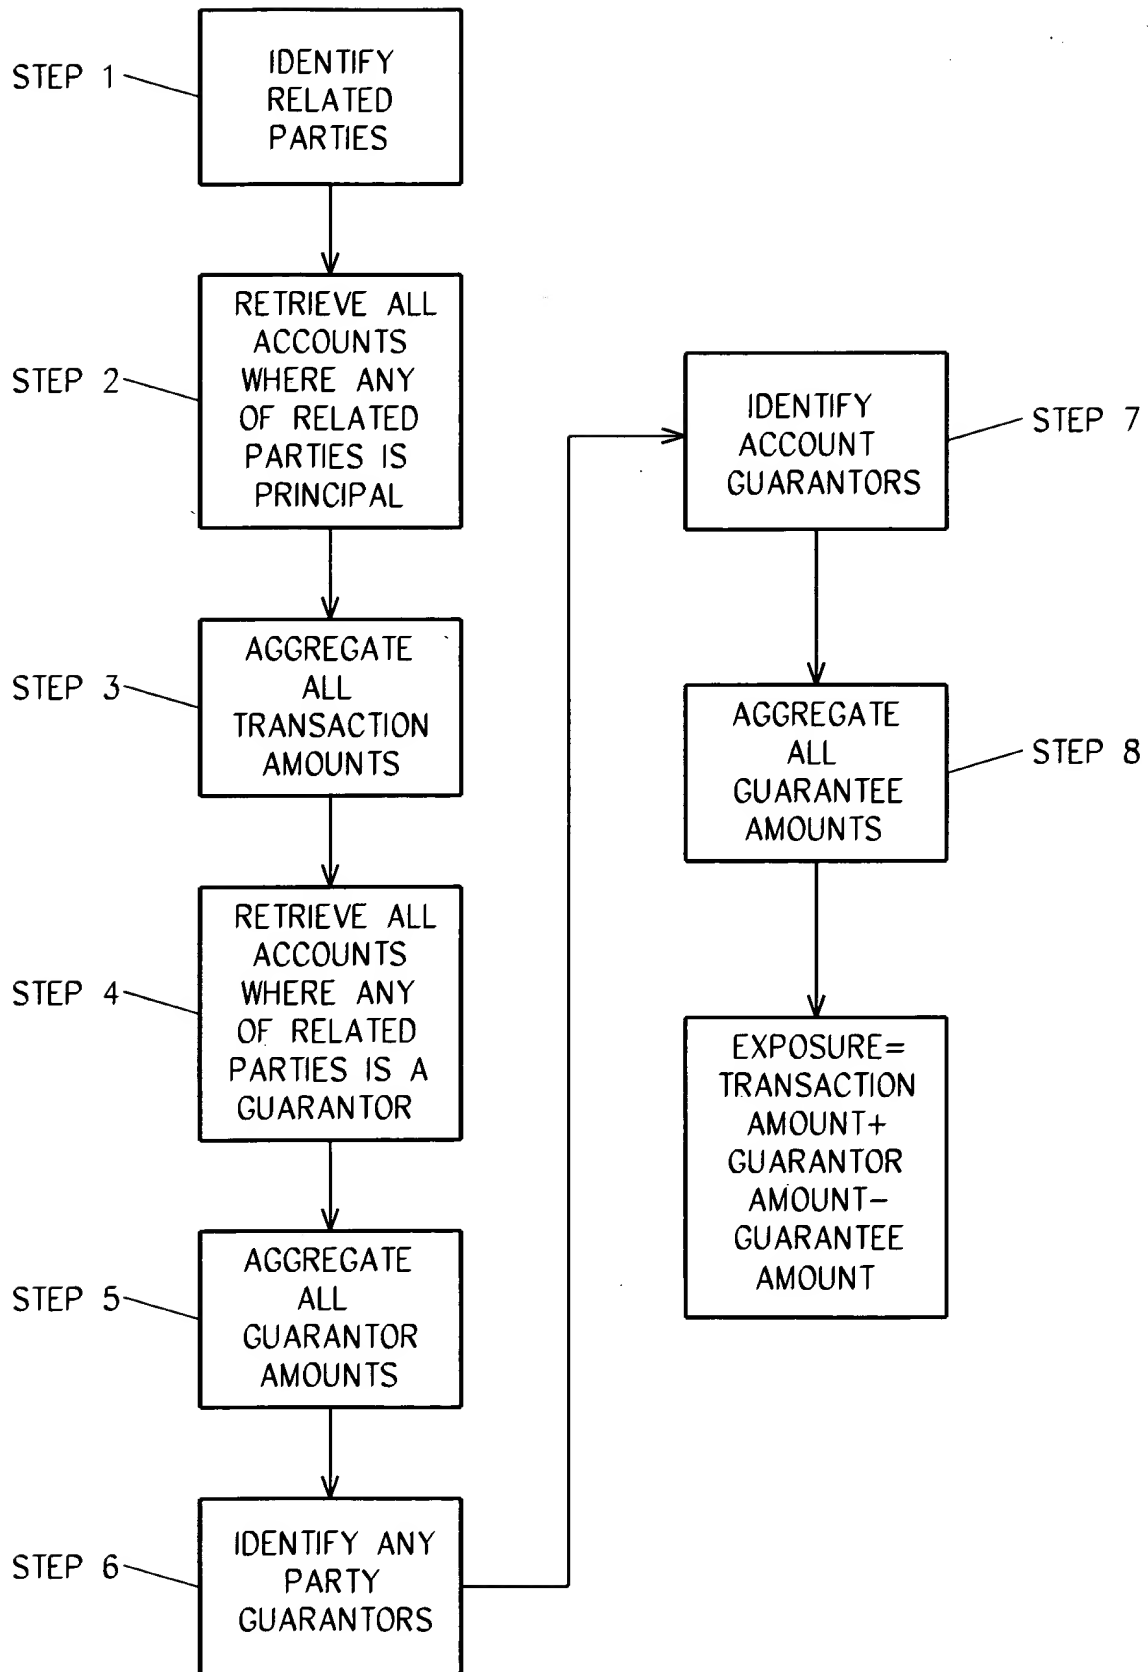 STEP 1
IDENTIFY
RELATED
PARTIES
STEP 2
RETRIEVE ALL
ACCOUNTS
WHERE ANY
OF RELATED
PARTIES IS
PRINCIPAL
STEP 3
AGGREGATE
ALL
TRANSACTION
AMOUNTS
STEP 4
RETRIEVE ALL
ACCOUNTS
WHERE ANY
OF RELATED
PARTIES IS A
GUARANTOR
STEP 5
AGGREGATE
ALL
GUARANTOR
AMOUNTS
STEP 6
IDENTIFY ANY
PARTY
GUARANTORS
IDENTIFY
ACCOUNT
GUARANTORS
STEP 7
AGGREGATE
ALL
GUARANTEE
AMOUNTS
STEP 8
EXPOSURE=
TRANSACTION
AMOUNT+
GUARANTOR
AMOUNT-
GUARANTEE
AMOUNT